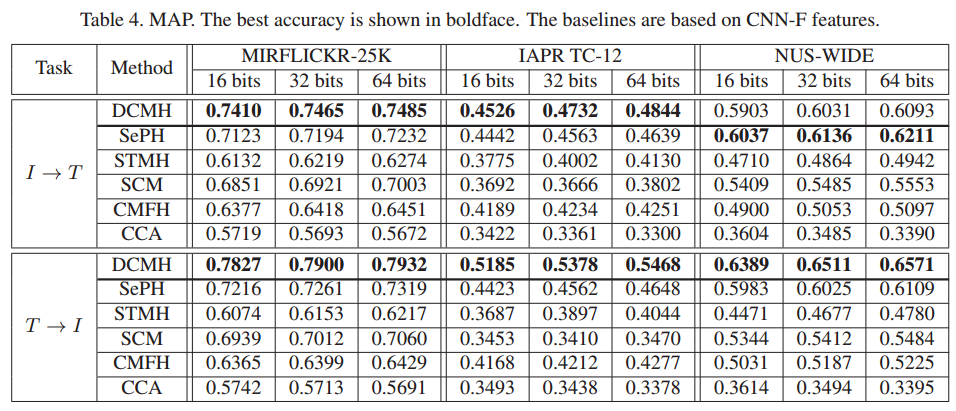 Table 4. MAP. The best accuracy is shown in boldface. The baselines are based on CNN-F features.
Task Method MIRFLICKR-25K IAPR TC-12 NUS-WIDE
16 bits 32 bits 64 bits 16 bits 32 bits 64 bits 16 bits 32 bits 64 bits
I → T
DCMH 0.7410 0.7465 0.7485 0.4526 0.4732 0.4844 0.5903 0.6031 0.6093
SePH 0.7123 0.7194 0.7232 0.4442 0.4563 0.4639 0.6037 0.6136 0.6211
STMH 0.6132 0.6219 0.6274 0.3775 0.4002 0.4130 0.4710 0.4864 0.4942
SCM 0.6851 0.6921 0.7003 0.3692 0.3666 0.3802 0.5409 0.5485 0.5553
CMFH 0.6377 0.6418 0.6451 0.4189 0.4234 0.4251 0.4900 0.5053 0.5097
CCA 0.5719 0.5693 0.5672 0.3422 0.3361 0.3300 0.3604 0.3485 0.3390
T → I
DCMH 0.7827 0.7900 0.7932 0.5185 0.5378 0.5468 0.6389 0.6511 0.6571
SePH 0.7216 0.7261 0.7319 0.4423 0.4562 0.4648 0.5983 0.6025 0.6109
STMH 0.6074 0.6153 0.6217 0.3687 0.3897 0.4044 0.4471 0.4677 0.4780
SCM 0.6939 0.7012 0.7060 0.3453 0.3410 0.3470 0.5344 0.5412 0.5484
CMFH 0.6365 0.6399 0.6429 0.4168 0.4212 0.4277 0.5031 0.5187 0.5225
CCA 0.5742 0.5713 0.5691 0.3493 0.3438 0.3378 0.3614 0.3494 0.3395